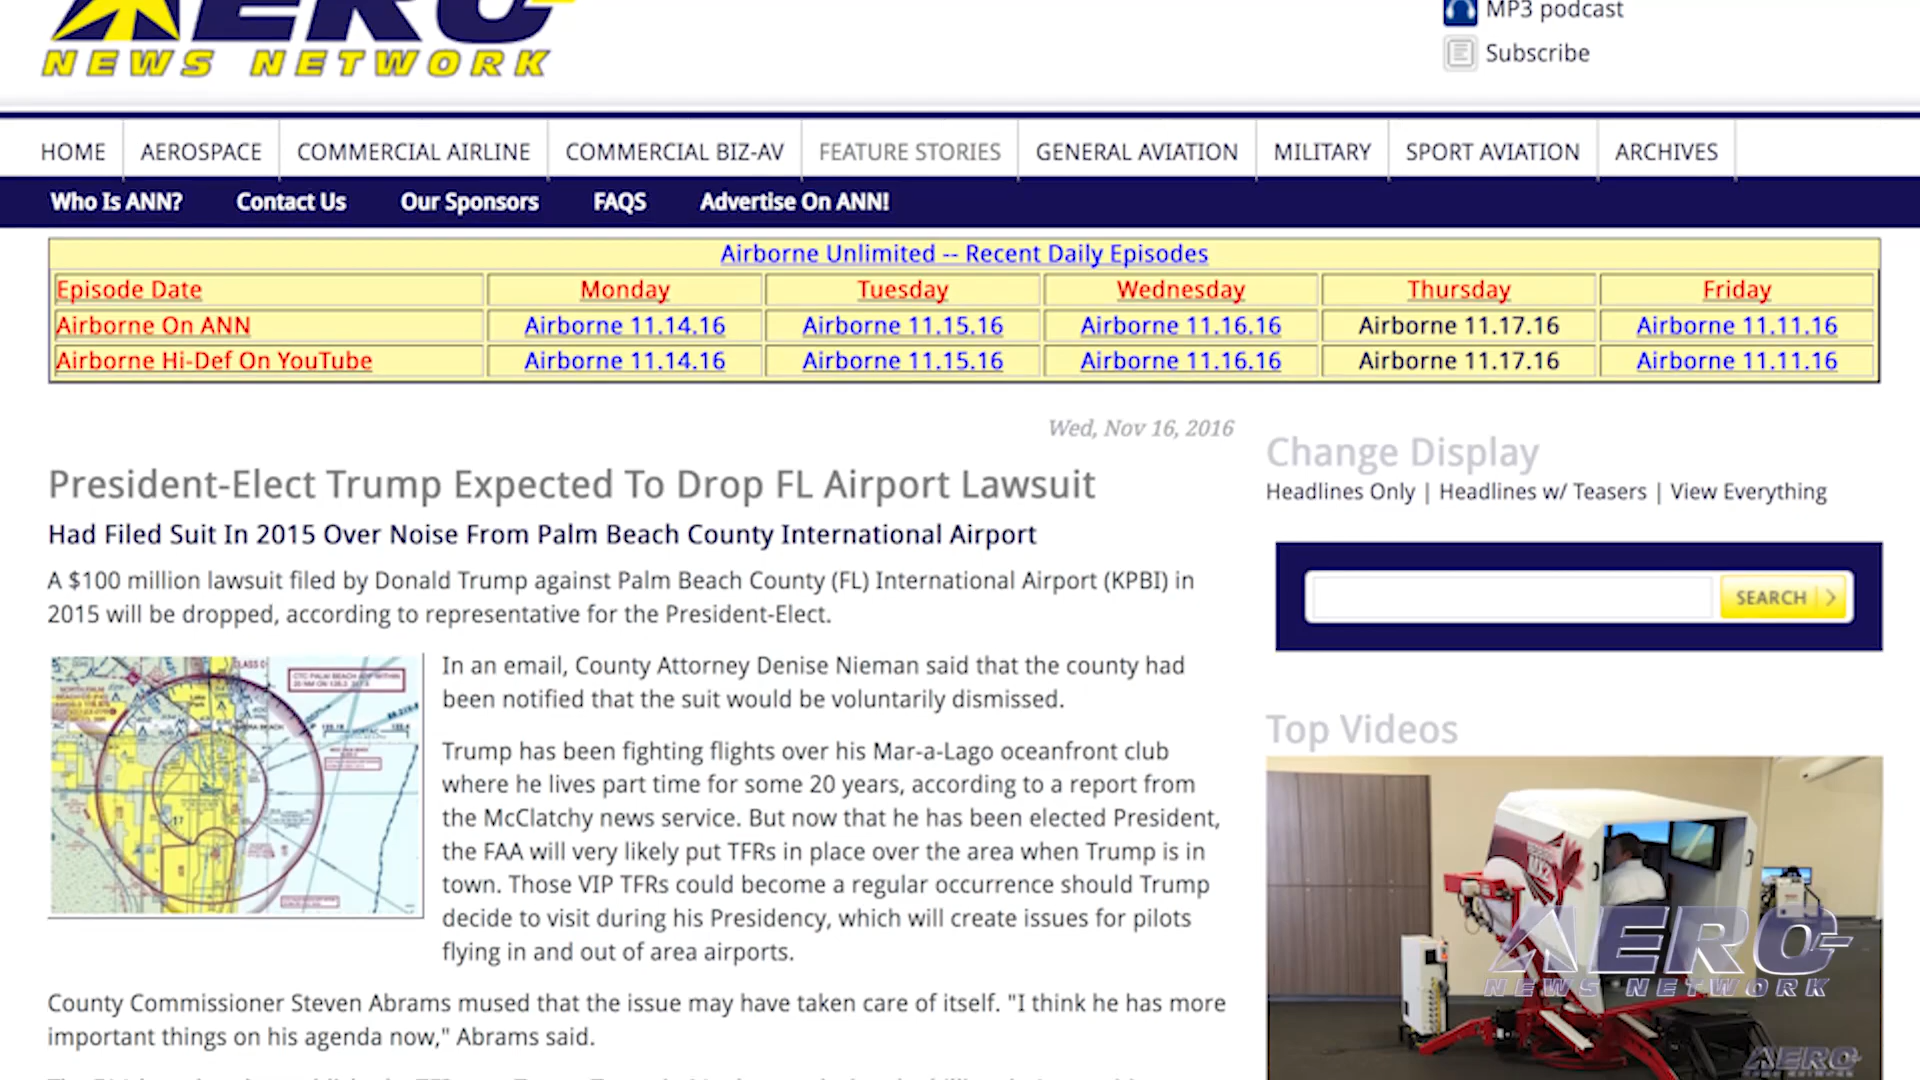 AERO
NEWS NETWORK
MP3 podcast
Subscribe
HOME AEROSPACE COMMERCIAL AIRLINE COMMERCIAL BIZ-AV FEATURE STORIES GENERAL AVIATION MILITARY SPORT AVIATION ARCHIVES
Who Is ANN? Contact Us Our Sponsors FAQS Advertise On ANN!
Airborne Unlimited -- Recent Daily Episodes
Episode Date Monday Tuesday Wednesday Thursday Friday
Airborne On ANN Airborne 11.14.16 Airborne 11.15.16 Airborne 11.16.16 Airborne 11.17.16 Airborne 11.11.16
Airborne Hi-Def On YouTube Airborne 11.14.16 Airborne 11.15.16 Airborne 11.16.16 Airborne 11.17.16 Airborne 11.11.16
Wed, Nov 16, 2016
President-Elect Trump Expected To Drop FL Airport Lawsuit
Had Filed Suit In 2015 Over Noise From Palm Beach County International Airport
A $100 million lawsuit filed by Donald Trump against Palm Beach County (FL) International Airport (KPBI) in
2015 will be dropped, according to representative for the President-Elect.
In an email, County Attorney Denise Nieman said that the county had
been notified that the suit would be voluntarily dismissed.
Trump has been fighting flights over his Mar-a-Lago oceanfront club
where he lives part time for some 20 years, according to a report from
the McClatchy news service. But now that he has been elected President,
the FAA will very likely put TFRs in place over the area when Trump is in
town. Those VIP TFRs could become a regular occurrence should Trump
decide to visit during his Presidency, which will create issues for pilots
flying in and out of area airports.
County Commissioner Steven Abrams mused that the issue may have taken care of itself. "I think he has more
important things on his agenda now," Abrams said.
CLASS C
17
Change Display
Headlines Only | Headlines w/ Teasers | View Everything
SEARCH
Top Videos
AERO
NEWS NETWORK
AERO